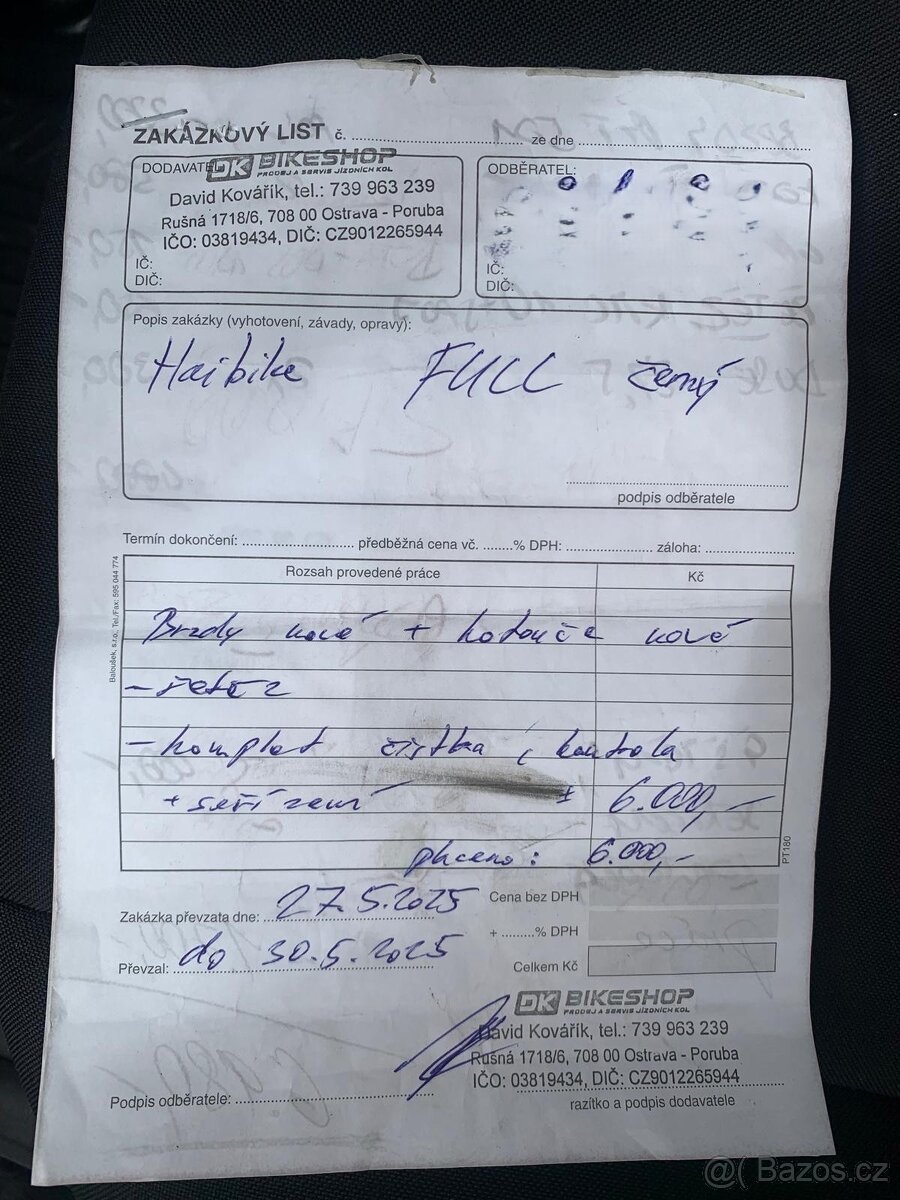 ZAKÁZKOVÝ LIST č. ........ ze dne ........
DODAVATEL:
DK BIKESHOP
PRODEJ A SERVIS JÍZDNÍCH KOL
David Kovářík, tel.: 739 963 239
Rušná 1718/6, 708 00 Ostrava - Poruba
IČO: 03819434, DIČ: CZ9012265944
IČ:
DIČ:
ODBĚRATEL:
IČ:
DIČ:
Popis zakázky (vyhotovení, závady, opravy):
Haibike FULL černý
podpis odběratele
Termín dokončení: ........ předběžná cena vč. ........% DPH: ........ záloha: ........
Rozsah provedené práce Kč
Brzdy nové + kotouče nové
- řetěz
- komplet čistka i kontrola
+ seřízení ± 6.000,-
placeno: 6.000,-
Baloušek, s.r.o., Tel./Fax: 595 044 774
PT180
Zakázka převzata dne: 27.5.2025
Cena bez DPH
+ ........% DPH
Převzal: do 30.5.2025
Celkem Kč
DK BIKESHOP
PRODEJ A SERVIS JÍZDNÍCH KOL
David Kovářík, tel.: 739 963 239
Rušná 1718/6, 708 00 Ostrava - Poruba
IČO: 03819434, DIČ: CZ9012265944
Podpis odběratele: ........
razítko a podpis dodavatele
@( Bazos.cz